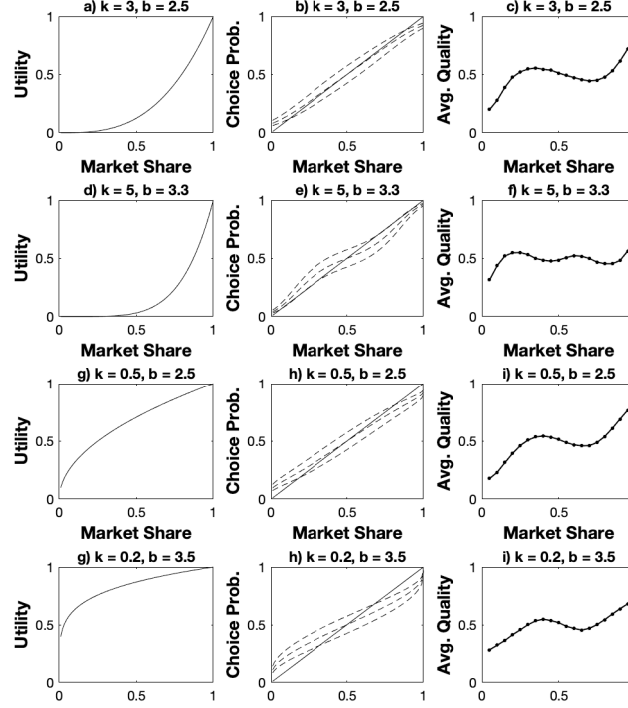 a) k = 3, b = 2.5
b) k = 3, b = 2.5
c) k = 3, b = 2.5
Utility
1
0.5
0
0
0.5
1
Market Share
Choice Prob.
1
0.5
0
0
0.5
1
Market Share
Avg. Quality
1
0.5
0
0.5
Market Share
d) k = 5, b = 3.3
e) k = 5, b = 3.3
f) k = 5, b = 3.3
Utility
1
0.5
0
0
0.5
1
Market Share
Choice Prob.
1
0.5
0
0
0.5
1
Market Share
Avg. Quality
1
0.5
0
0.5
Market Share
g) k = 0.5, b = 2.5
h) k = 0.5, b = 2.5
i) k = 0.5, b = 2.5
Utility
1
0.5
0
0
0.5
1
Market Share
Choice Prob.
1
0.5
0
0
0.5
1
Market Share
Avg. Quality
1
0.5
0
0.5
Market Share
g) k = 0.2, b = 3.5
h) k = 0.2, b = 3.5
i) k = 0.2, b = 3.5
Utility
1
0.5
0
0
0.5
1
Market Share
Choice Prob.
1
0.5
0
0
0.5
1
Market Share
Avg. Quality
1
0.5
0
0.5
Market Share